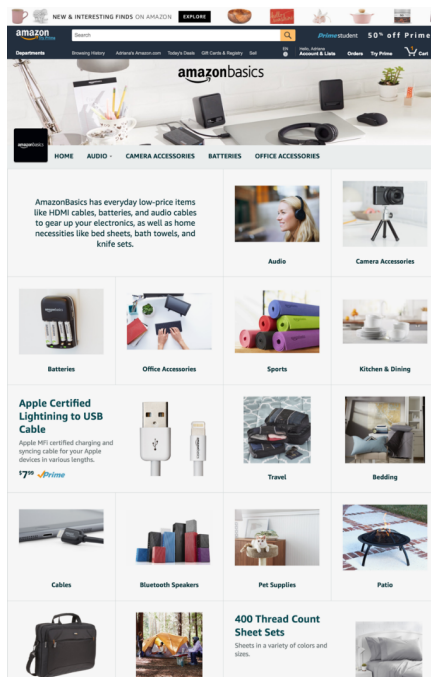 NEW & INTERESTING FINDS ON AMAZON EXPLORE
amazon
Search
Primestudent 50% off Prime
Departments
Browsing History Adriana's Amazon.com Today's Deals Gift Cards & Registry Sell
EN
Hello, Adriana
Account & Lists Orders Try Prime Cart
amazonbasics
amazonbasics
HOME AUDIO CAMERA ACCESSORIES BATTERIES OFFICE ACCESSORIES
AmazonBasics has everyday low-price items
like HDMI cables, batteries, and audio cables
to gear up your electronics, as well as home
necessities like bed sheets, bath towels, and
knife sets.
Audio
Camera Accessories
Batteries
Office Accessories
Sports
Kitchen & Dining
Apple Certified
Lightining to USB
Cable
Apple MFi certified charging and
syncing cable for your Apple
devices in various lengths.
$7.99 Prime
Travel
Bedding
Cables
Bluetooth Speakers
Pet Supplies
Patio
400 Thread Count
Sheet Sets
Sheets in a variety of colors and
sizes.